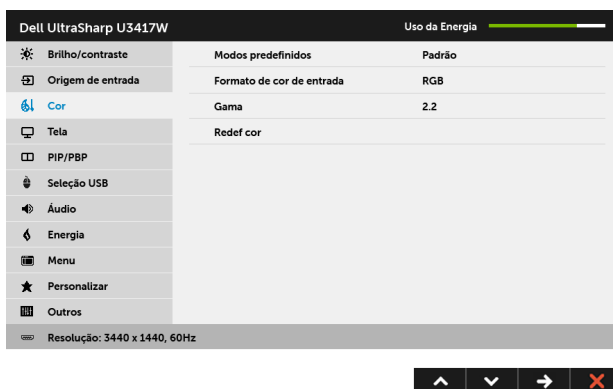 Dell UltraSharp U3417W Uso da Energia
Brilho/contraste Modos predefinidos Padrão
Origem de entrada Formato de cor de entrada RGB
Cor Gama 2.2
Tela Redef cor
PIP/PBP
Seleção USB
Áudio
Energia
Menu
Personalizar
Outros
Resolução: 3440 x 1440, 60Hz